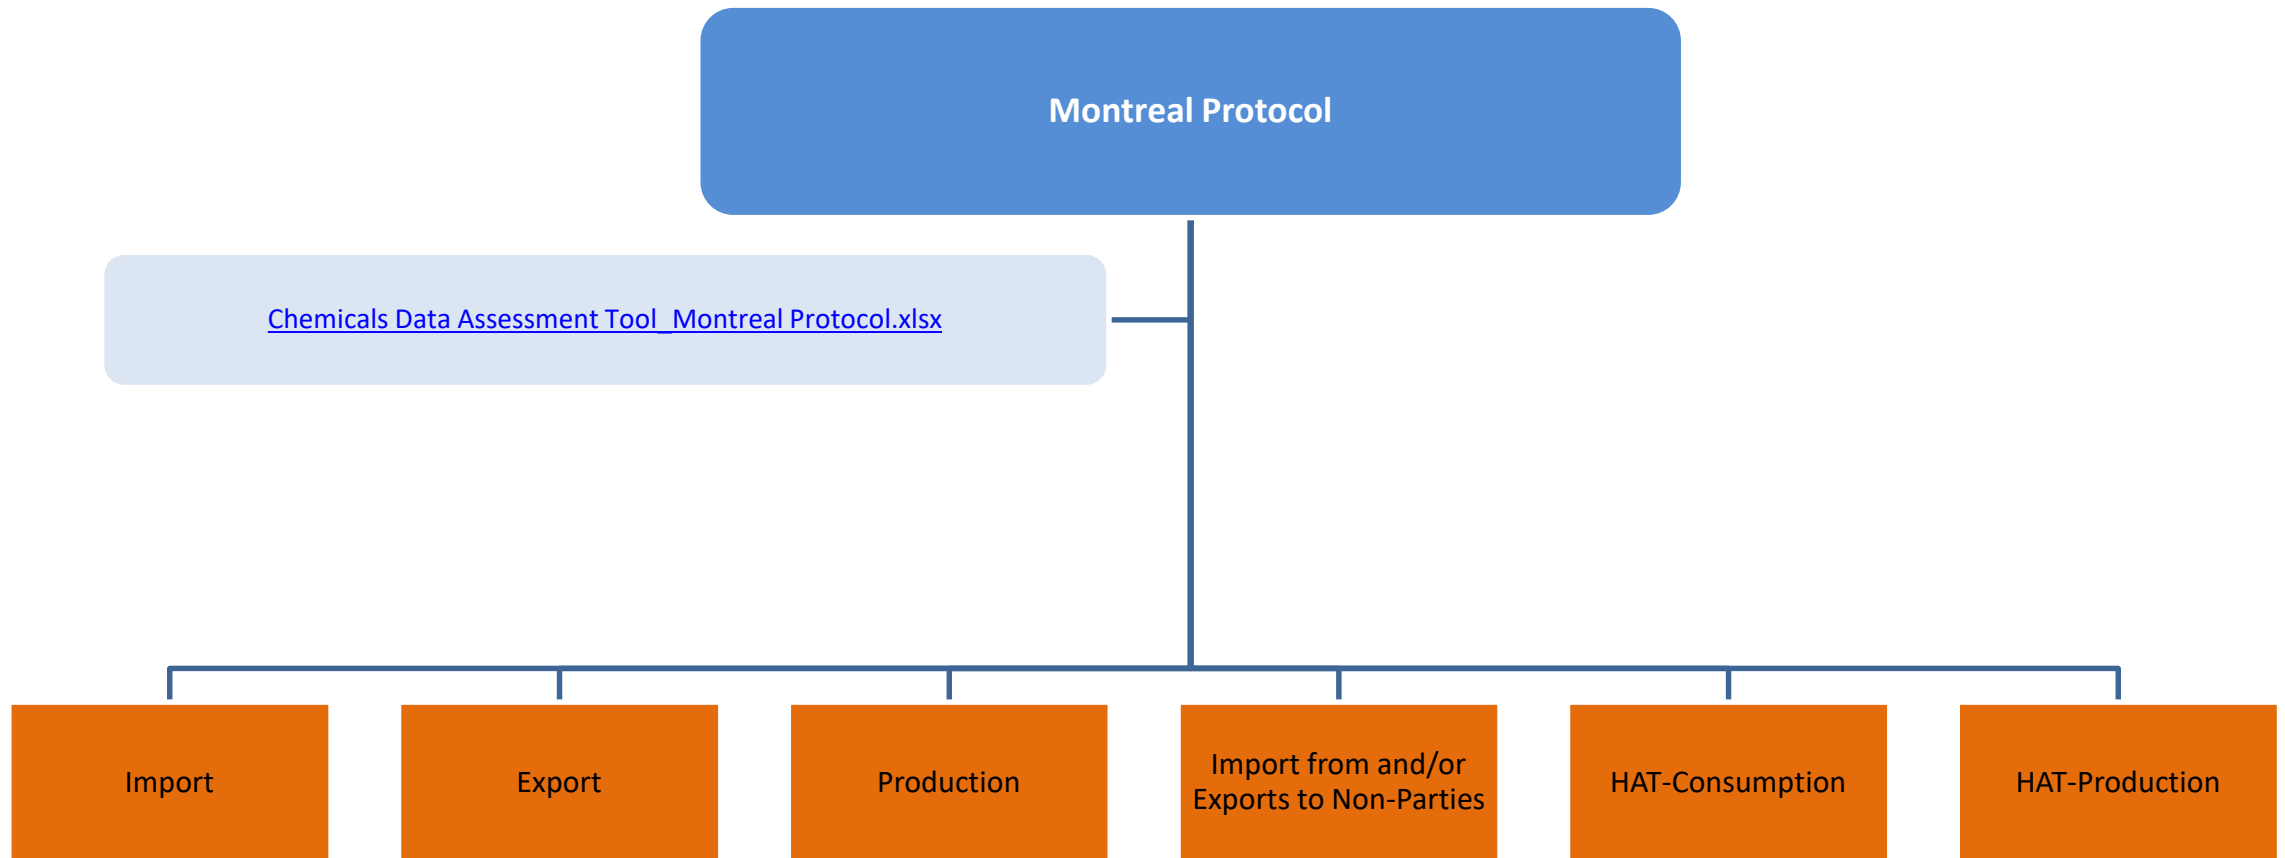 Montreal Protocol
Chemicals Data Assessment Tool_Montreal Protocol.xlsx
Import
Export
Production
Import from and/or
Exports to Non-Parties
HAT-Consumption
HAT-Production